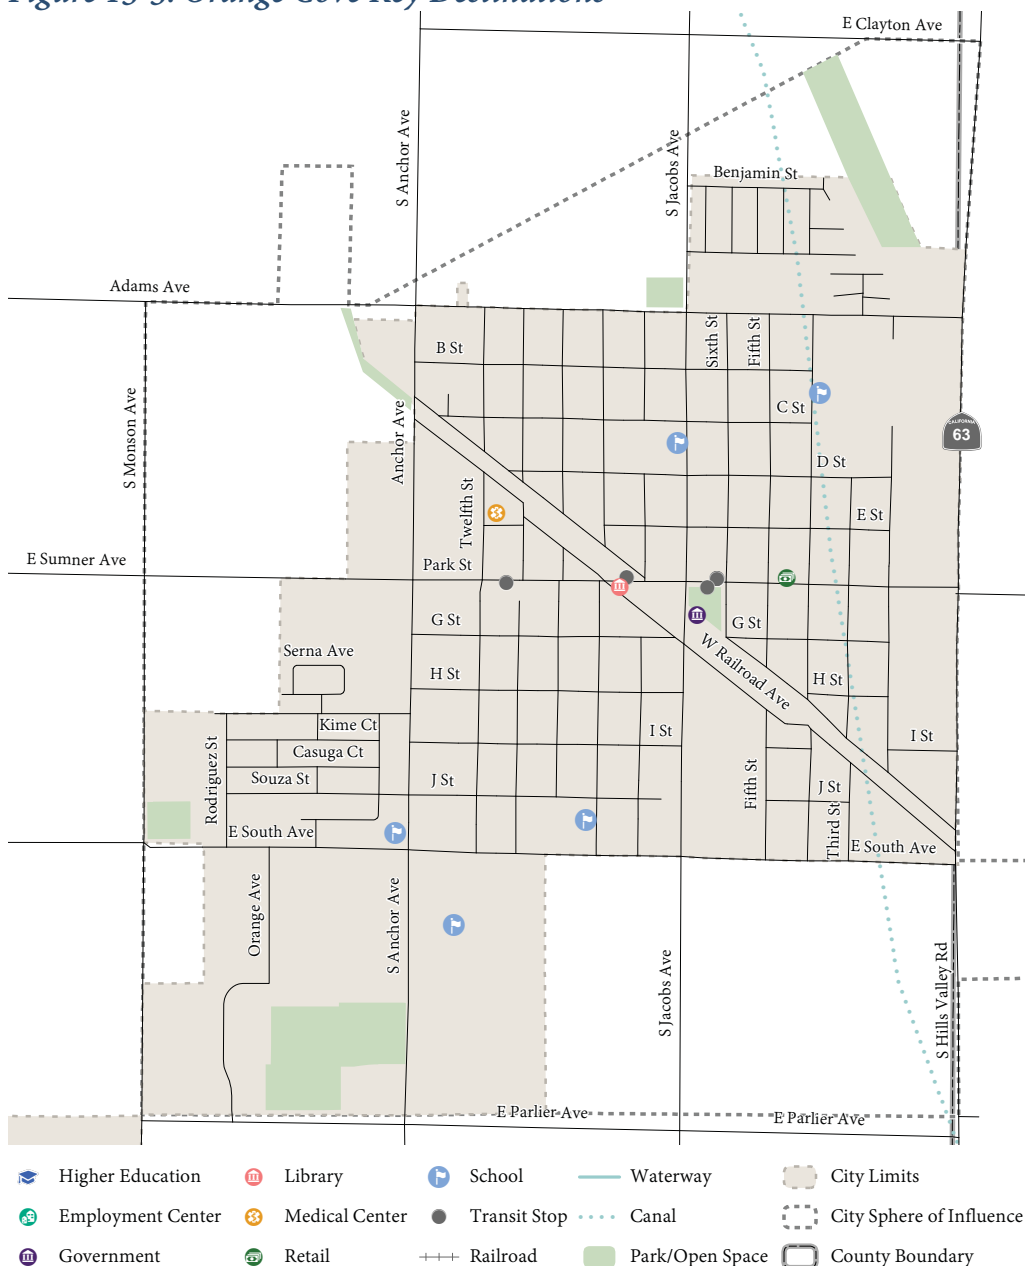 Figure 13-3. Orange Cove Key Destinations
E Clayton Ave
S Anchor Ave
S Jacobs Ave
Benjamin St
Adams Ave
Sixth St
Fifth St
B St
S Monson Ave
Anchor Ave
C St
CALIFORNIA
63
D St
Twelfth St
E St
E Sumner Ave
Park St
G St
G St
Serna Ave
W Railroad Ave
H St
H St
Kime Ct
I St
I St
Rodriguez St
Casuga Ct
Souza St
J St
Fifth St
J St
Third St
E South Ave
E South Ave
Orange Ave
S Anchor Ave
S Jacobs Ave
S Hills Valley Rd
E Parlier Ave
E Parlier Ave
Higher Education
Library
School
Waterway
City Limits
Employment Center
Medical Center
Transit Stop
Canal
City Sphere of Influence
Government
Retail
Railroad
Park/Open Space
County Boundary